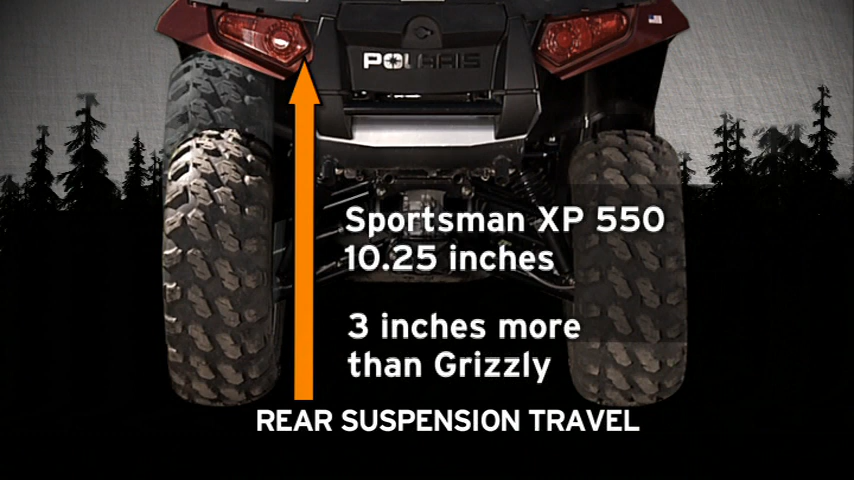 POLARIS
Sportsman XP 550
10.25 inches
3 inches more
than Grizzly
REAR SUSPENSION TRAVEL